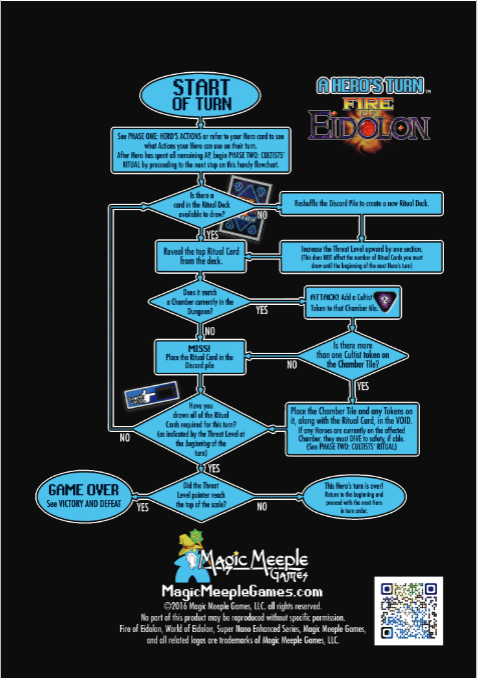 START
OF TURN
A HERO'S TURN™
FIRE
OF
EIDOLON
See PHASE ONE: HERO'S ACTIONS or refer to your Hero card to see
what Actions your Hero can use on their turn.
After Hero has spent all remaining AP, begin PHASE TWO: CULTISTS'
RITUAL by proceeding to the next step on this handy flowchart.
Is there a
card in the Ritual Deck
available to draw?
NO
Reshuffle the Discard Pile to create a new Ritual Deck.
YES
Reveal the top Ritual Card
from the deck.
Increase the Threat Level upward by one section.
(This does NOT affect the number of Ritual Cards you must
draw until the beginning of the next Hero's turn)
Does it match
a Chamber currently in the
Dungeon?
YES
ATTACK! Add a Cultist
Token to that Chamber tile.
NO
MISS!
Place the Ritual Card in the
Discard pile
NO
Is there more
than one Cultist token on
the Chamber Tile?
YES
Have you
drawn all of the Ritual
Cards required for this turn?
(as indicated by the Threat Level at
the beginning of the
turn)
NO
Place the Chamber Tile and any Tokens on
it, along with the Ritual Card, in the VOID.
If any Heroes are currently on the affected
Chamber, they must DIVE to safety, if able.
(See PHASE TWO: CULTISTS' RITUAL)
YES
GAME OVER
See VICTORY AND DEFEAT
YES
Did the Threat
Level pointer reach
the top of the scale?
NO
This Hero's turn is over!
Return to the beginning and
proceed with the next Hero
in turn order.
Magic Meeple
Games
MagicMeepleGames.com
©2016 Magic Meeple Games, LLC. all rights reserved.
No part of this product may be reproduced without specific permission.
Fire of Eidolon, World of Eidolon, Super Nano Enhanced Series, Magic Meeple Games,
and all related logos are trademarks of Magic Meeple Games, LLC.